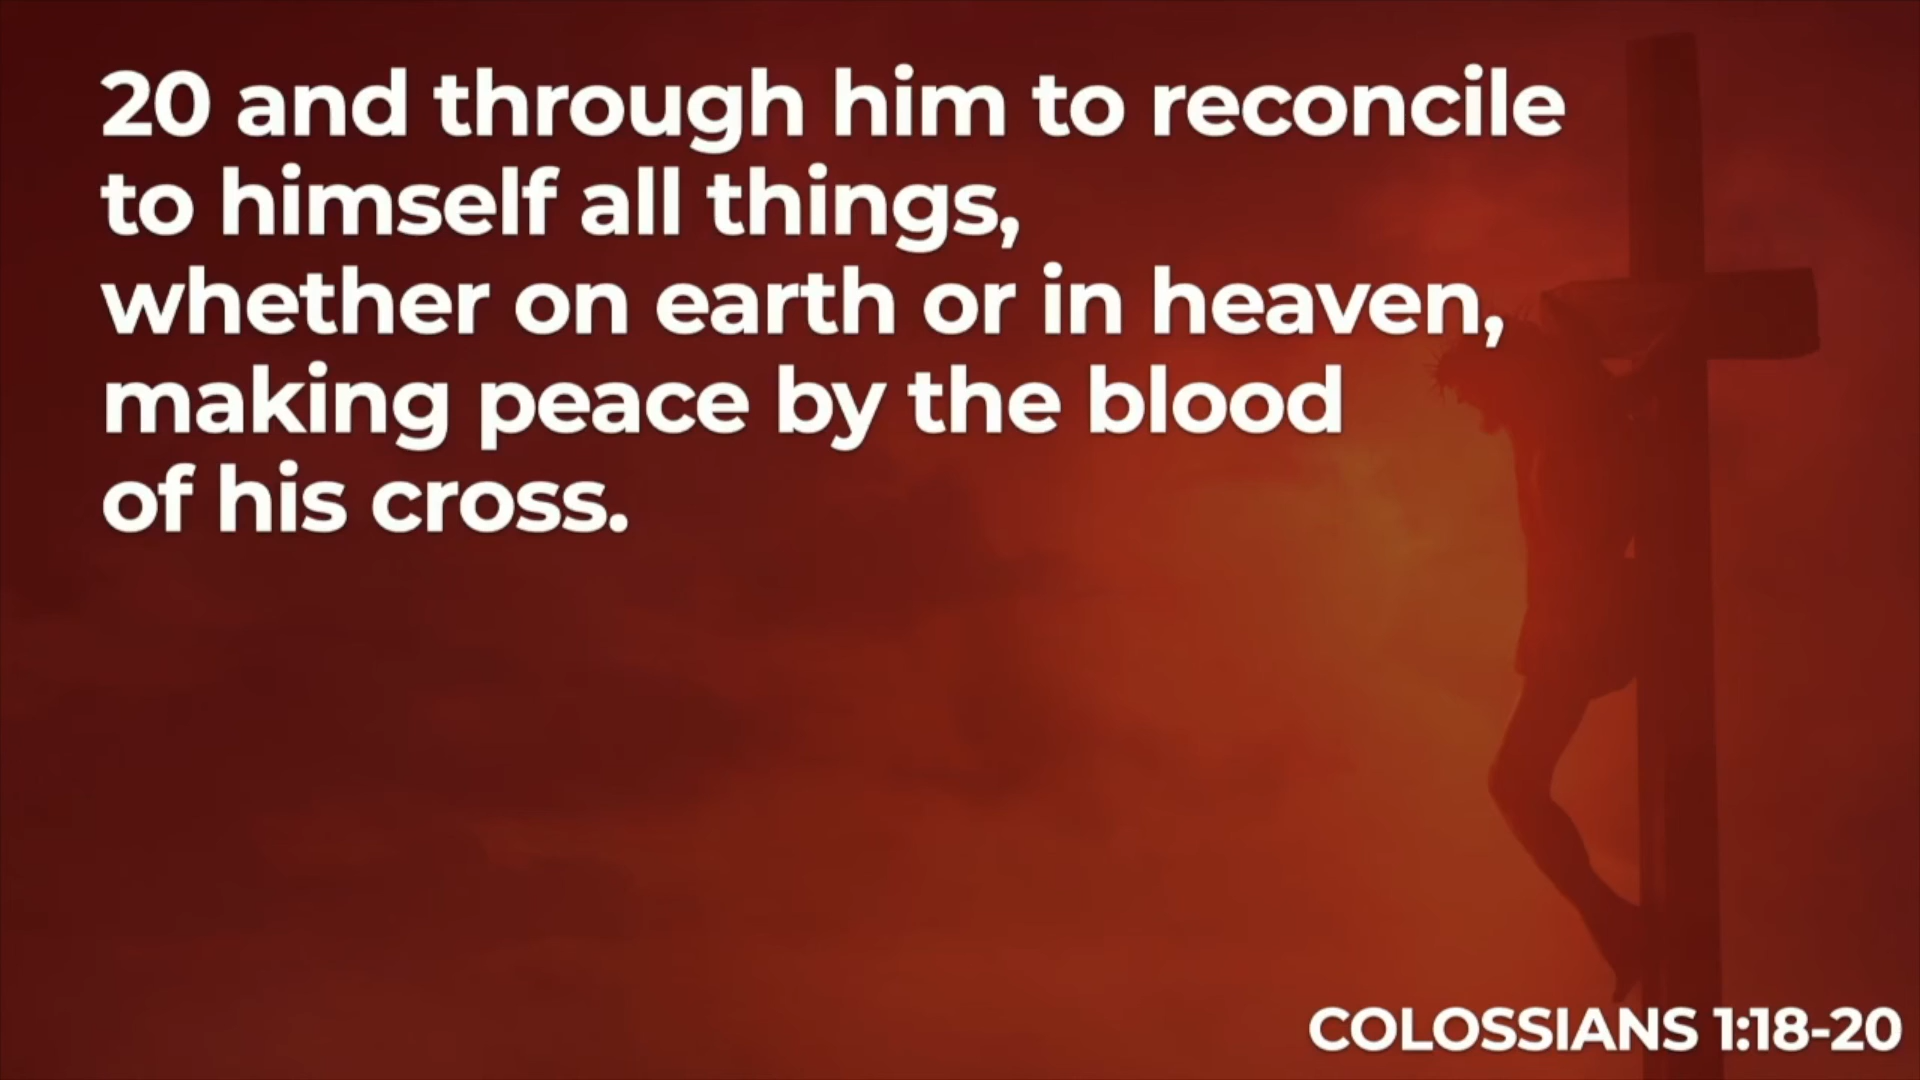 20 and through him to reconcile
to himself all things,
whether on earth or in heaven,
making peace by the blood
of his cross.
COLOSSIANS 1:18-20